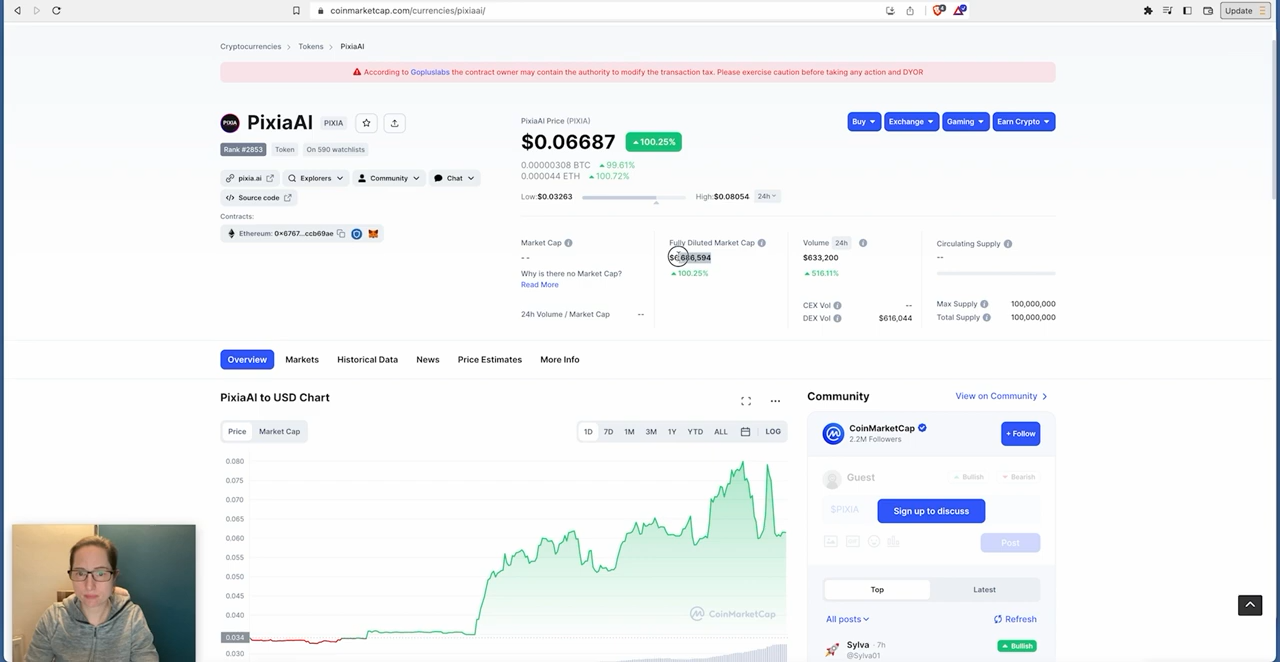 coinmarketcap.com/currencies/pixiaai/
Update
Cryptocurrencies > Tokens > PixiaAI
According to Gopluslabs the contract owner may contain the authority to modify the transaction tax. Please exercise caution before taking any action and DYOR
PIXIA PixiaAI PIXIA
Rank #2853 Token On 590 watchlists
pixia.ai Explorers Community Chat
Source code
Contracts:
Ethereum: 0x6767...ccb69ae
PixiaAI Price (PIXIA)
$0.06687 100.25%
0.00000308 BTC 99.61%
0.000044 ETH 100.72%
Low:$0.03263 High:$0.08054 24h
Buy Exchange Gaming Earn Crypto
Market Cap
- -
Why is there no Market Cap?
Read More
24h Volume / Market Cap --
Fully Diluted Market Cap
$6,686,594
100.25%
Volume 24h
$633,200
516.11%
CEX Vol --
DEX Vol $616,044
Circulating Supply
--
Max Supply 100,000,000
Total Supply 100,000,000
Overview Markets Historical Data News Price Estimates More Info
PixiaAI to USD Chart
Price Market Cap
1D 7D 1M 3M 1Y YTD ALL LOG
0.080
0.075
0.070
0.065
0.060
0.055
0.050
0.045
0.040
0.034
0.030
CoinMarketCap
Community View on Community >
CoinMarketCap
2.2M Followers
+ Follow
Guest Bullish Bearish
$PIXIA
Sign up to discuss
Post
Top Latest
All posts Refresh
Sylva · 7h Bullish
@Sylva01